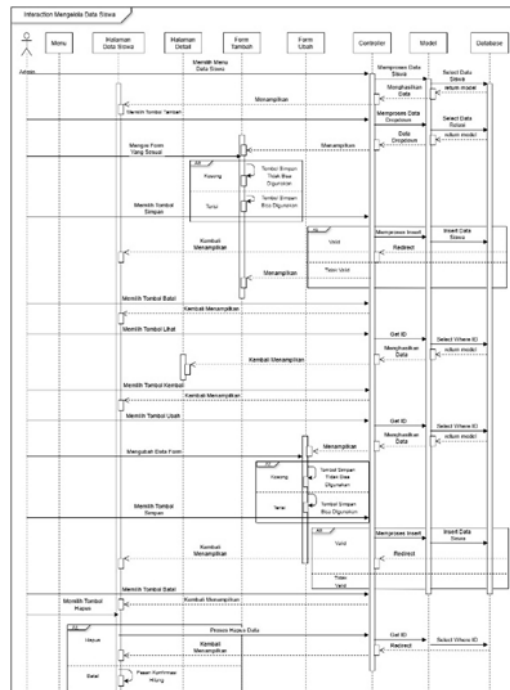 Interaction Mengelola Data Siswa
Menu
Halaman
Data Siswa
Halaman
Detail
Form
Tambah
Form
Ubah
Controller
Model
Database
Admin
Memilih Menu
Data Siswa
Memproses Data
Siswa
Select Data
Siswa
return model
Menghasilkan
Data
Menampilkan
Memilih Tombol Tambah
Memproses Data
Dropdown
Select Data
Relasi
return model
Data
Dropdown
Menampilkan
Mengisi Form
Yang Sesuai
Alt
Kosong
Tombol Simpan
Tidak Bisa
Digunakan
Terisi
Tombol Simpan
Bisa Digunakan
Memilih Tombol
Simpan
Alt
Valid
Memproses Insert
Insert Data
Siswa
Redirect
Kembali
Menampilkan
Tidak Valid
Menampilkan
Memilih Tombol Batal
Kembali Menampilkan
Memilih Tombol Lihat
Get ID
Select Where ID
return model
Menghasilkan
Data
Kembali Menampilkan
Memilih Tombol Kembali
Kembali Menampilkan
Memilih Tombol Ubah
Get ID
Select Where ID
return model
Menghasilkan
Data
Menampilkan
Mengubah Data Form
Alt
Kosong
Tombol Simpan
Tidak Bisa
Digunakan
Terisi
Tombol Simpan
Bisa Digunakan
Memilih Tombol
Simpan
Alt
Valid
Memproses Insert
Insert Data
Siswa
Redirect
Kembali
Menampilkan
Tidak
Valid
Memilih Tombol Batal
Kembali Menampilkan
Memilih Tombol
Hapus
Alt
Hapus
Proses Hapus Data
Get ID
Select Where ID
Redirect
Kembali
Menampilkan
Batal
Pesan Konfirmasi
Hilang